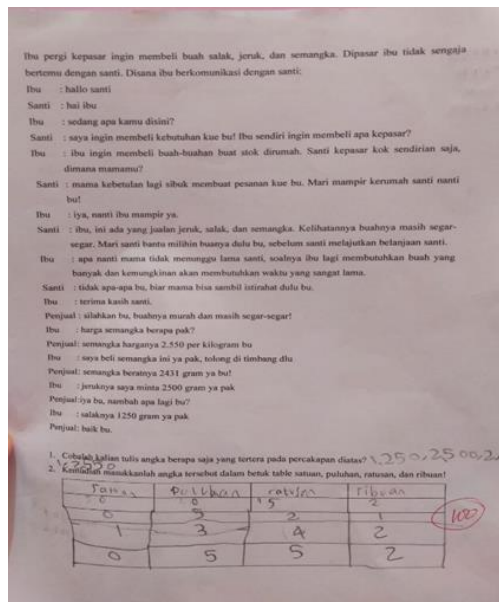 Ibu pergi kepasar ingin membeli buah salak, jeruk, dan semangka. Dipasar ibu tidak sengaja
bertemu dengan santi. Disana ibu berkomunikasi dengan santi:
Ibu : hallo santi
Santi : hai ibu
Ibu : sedang apa kamu disini?
Santi : saya ingin membeli kebutuhan kue bu! Ibu sendiri ingin membeli apa kepasar?
Ibu : ibu ingin membeli buah-buahan buat stok dirumah. Santi kepasar kok sendirian saja,
dimana mamamu?
Santi : mama kebetulan lagi sibuk membuat pesanan kue bu. Mari mampir kerumah santi nanti
bu!
Ibu : iya, nanti ibu mampir ya.
Santi : ibu, ini ada yang jualan jeruk, salak, dan semangka. Kelihatannya buahnya masih segar-
segar. Mari santi bantu milihin buanya dulu bu, sebelum santi melajutkan belanjaan santi.
Ibu : apa nanti mama tidak menunggu lama santi, soalnya ibu lagi membutuhkan buah yang
banyak dan kemungkinan akan membutuhkan waktu yang sangat lama.
Santi : tidak apa-apa bu, biar mama bisa sambil istirahat dulu bu.
Ibu : terima kasih santi.
Penjual : silahkan bu, buahnya murah dan masih segar-segar!
Ibu : harga semangka berapa pak?
Penjual: semangka harganya 2.550 per kilogram bu
Ibu : saya beli semangka ini ya pak, tolong di timbang dlu
Penjual: semangka beratnya 2431 gram ya bu!
Ibu : jeruknya saya minta 2500 gram ya pak
Penjual:iya bu, nambah apa lagi bu?
Ibu : salaknya 1250 gram ya pak
Penjual: baik bu.
1. Cobalah kalian tulis angka berapa saja yang tertera pada percakapan diatas? 1,250,2500,2
2. Kemudian masukkanlah angka tersebut dalam betuk table satuan, puluhan, ratusan, dan ribuan!
puluhan ratusan ribuan
0 0 5 2
0 5 2 1
1 3 4 2
0 5 5 2
100